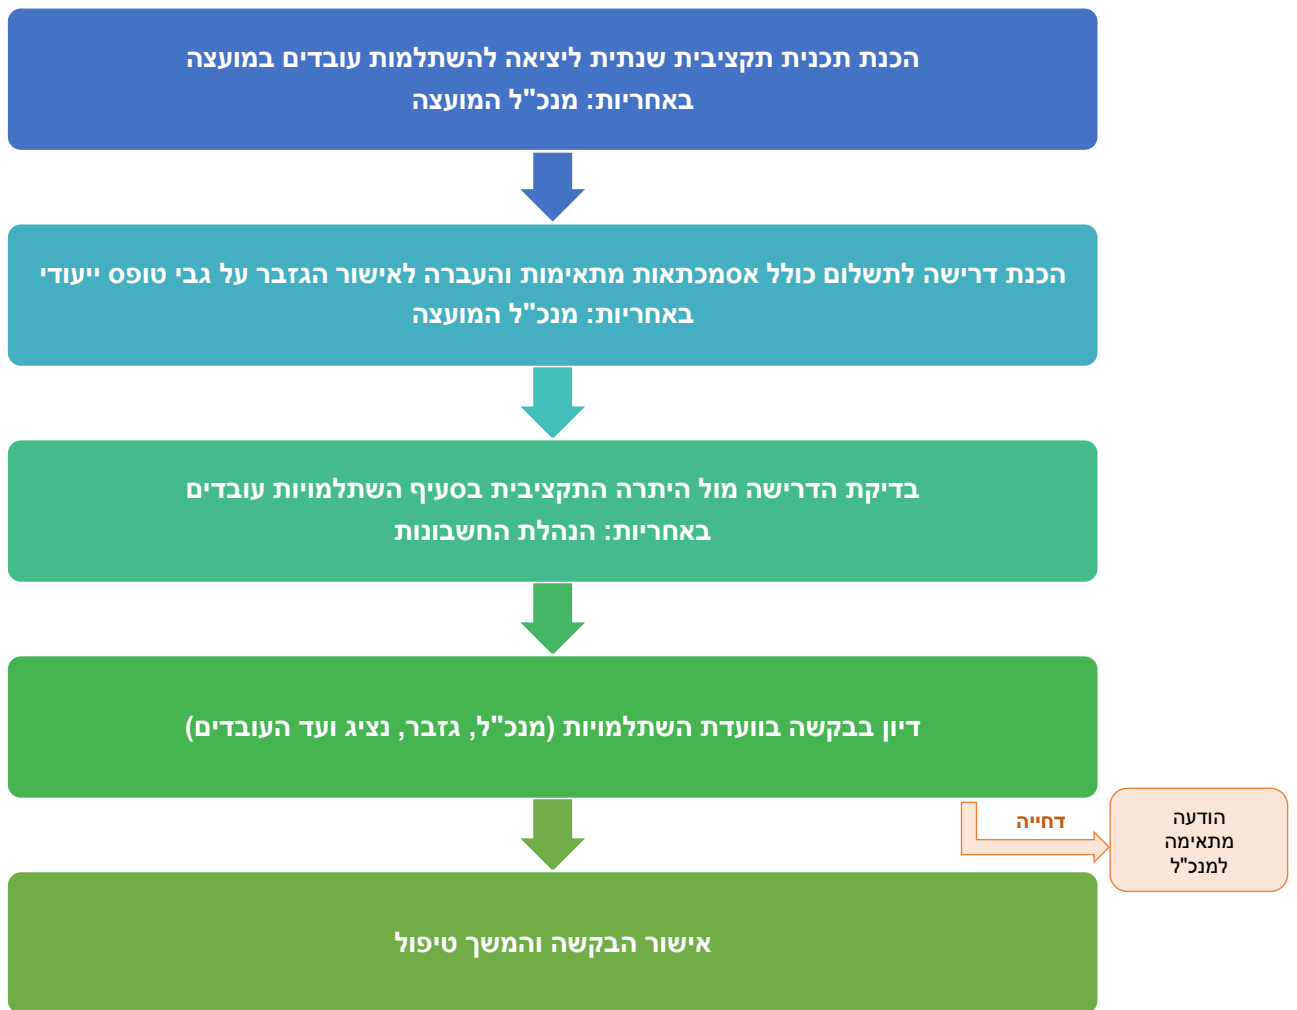 הכנת תכנית תקציבית שנתית ליציאה להשתלמות עובדים במועצה
באחריות: מנכ"ל המועצה
הכנת דרישה לתשלום כולל אסמכתאות מתאימות והעברה לאישור הגזבר על גבי טופס ייעודי
באחריות: מנכ"ל המועצה
בדיקת הדרישה מול היתרה התקציבית בסעיף השתלמויות עובדים
באחריות: הנהלת החשבונות
דיון בבקשה בוועדת השתלמויות (מנכ"ל, גזבר, נציג ועד העובדים)
דחייה
הודעה
מתאימה
למנכ"ל
אישור הבקשה והמשך טיפול